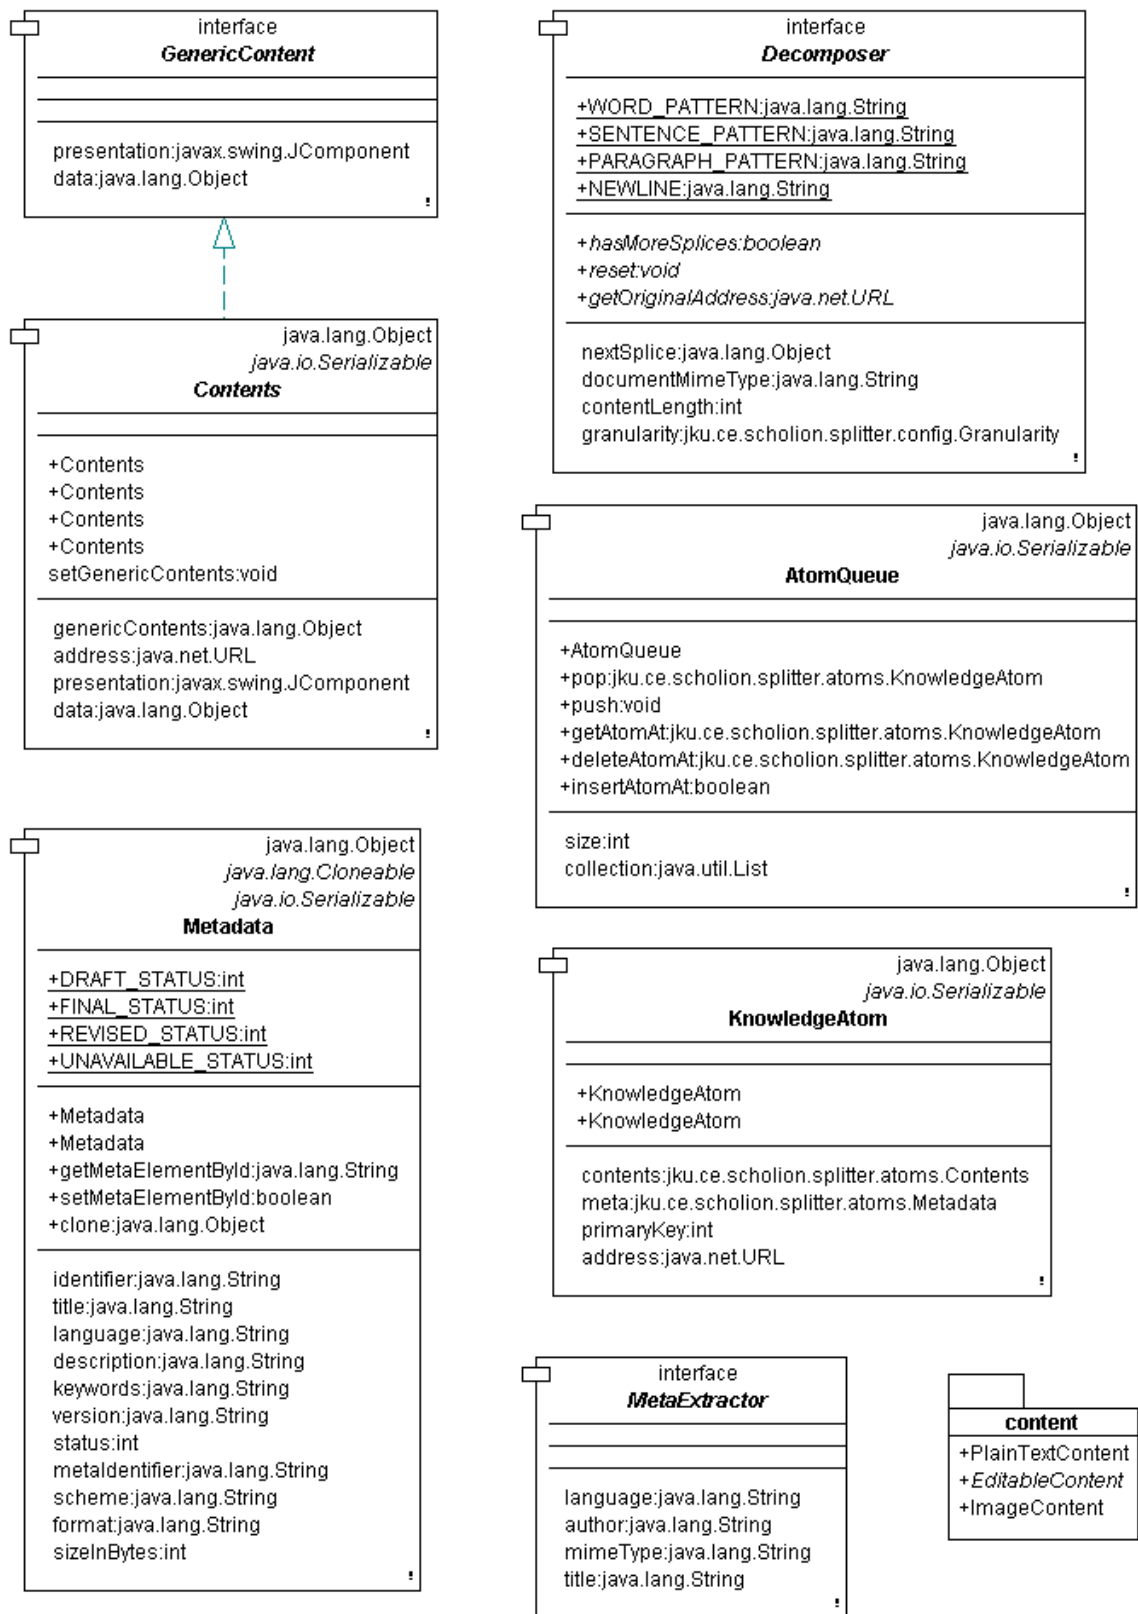 interface
GenericContent
presentation:javax.swing.JComponent
data:java.lang.Object
!
java.lang.Object
java.io.Serializable
Contents
+Contents
+Contents
+Contents
+Contents
setGenericContents:void
genericContents:java.lang.Object
address:java.net.URL
presentation:javax.swing.JComponent
data:java.lang.Object
!
java.lang.Object
java.lang.Cloneable
java.io.Serializable
Metadata
+DRAFT_STATUS:int
+FINAL_STATUS:int
+REVISED_STATUS:int
+UNAVAILABLE_STATUS:int
+Metadata
+Metadata
+getMetaElementById:java.lang.String
+setMetaElementById:boolean
+clone:java.lang.Object
identifier:java.lang.String
title:java.lang.String
language:java.lang.String
description:java.lang.String
keywords:java.lang.String
version:java.lang.String
status:int
metaIdentifier:java.lang.String
scheme:java.lang.String
format:java.lang.String
sizeInBytes:int
!
interface
Decomposer
+WORD_PATTERN:java.lang.String
+SENTENCE_PATTERN:java.lang.String
+PARAGRAPH_PATTERN:java.lang.String
+NEWLINE:java.lang.String
+hasMoreSplices:boolean
+reset:void
+getOriginalAddress:java.net.URL
nextSplice:java.lang.Object
documentMimeType:java.lang.String
contentLength:int
granularity:jku.ce.scholion.splitter.config.Granularity
!
java.lang.Object
java.io.Serializable
AtomQueue
+AtomQueue
+pop:jku.ce.scholion.splitter.atoms.KnowledgeAtom
+push:void
+getAtomAt:jku.ce.scholion.splitter.atoms.KnowledgeAtom
+deleteAtomAt:jku.ce.scholion.splitter.atoms.KnowledgeAtom
+insertAtomAt:boolean
size:int
collection:java.util.List
!
java.lang.Object
java.io.Serializable
KnowledgeAtom
+KnowledgeAtom
+KnowledgeAtom
contents:jku.ce.scholion.splitter.atoms.Contents
meta:jku.ce.scholion.splitter.atoms.Metadata
primaryKey:int
address:java.net.URL
!
interface
MetaExtractor
language:java.lang.String
author:java.lang.String
mimeType:java.lang.String
title:java.lang.String
!
content
+PlainTextContent
+EditableContent
+ImageContent